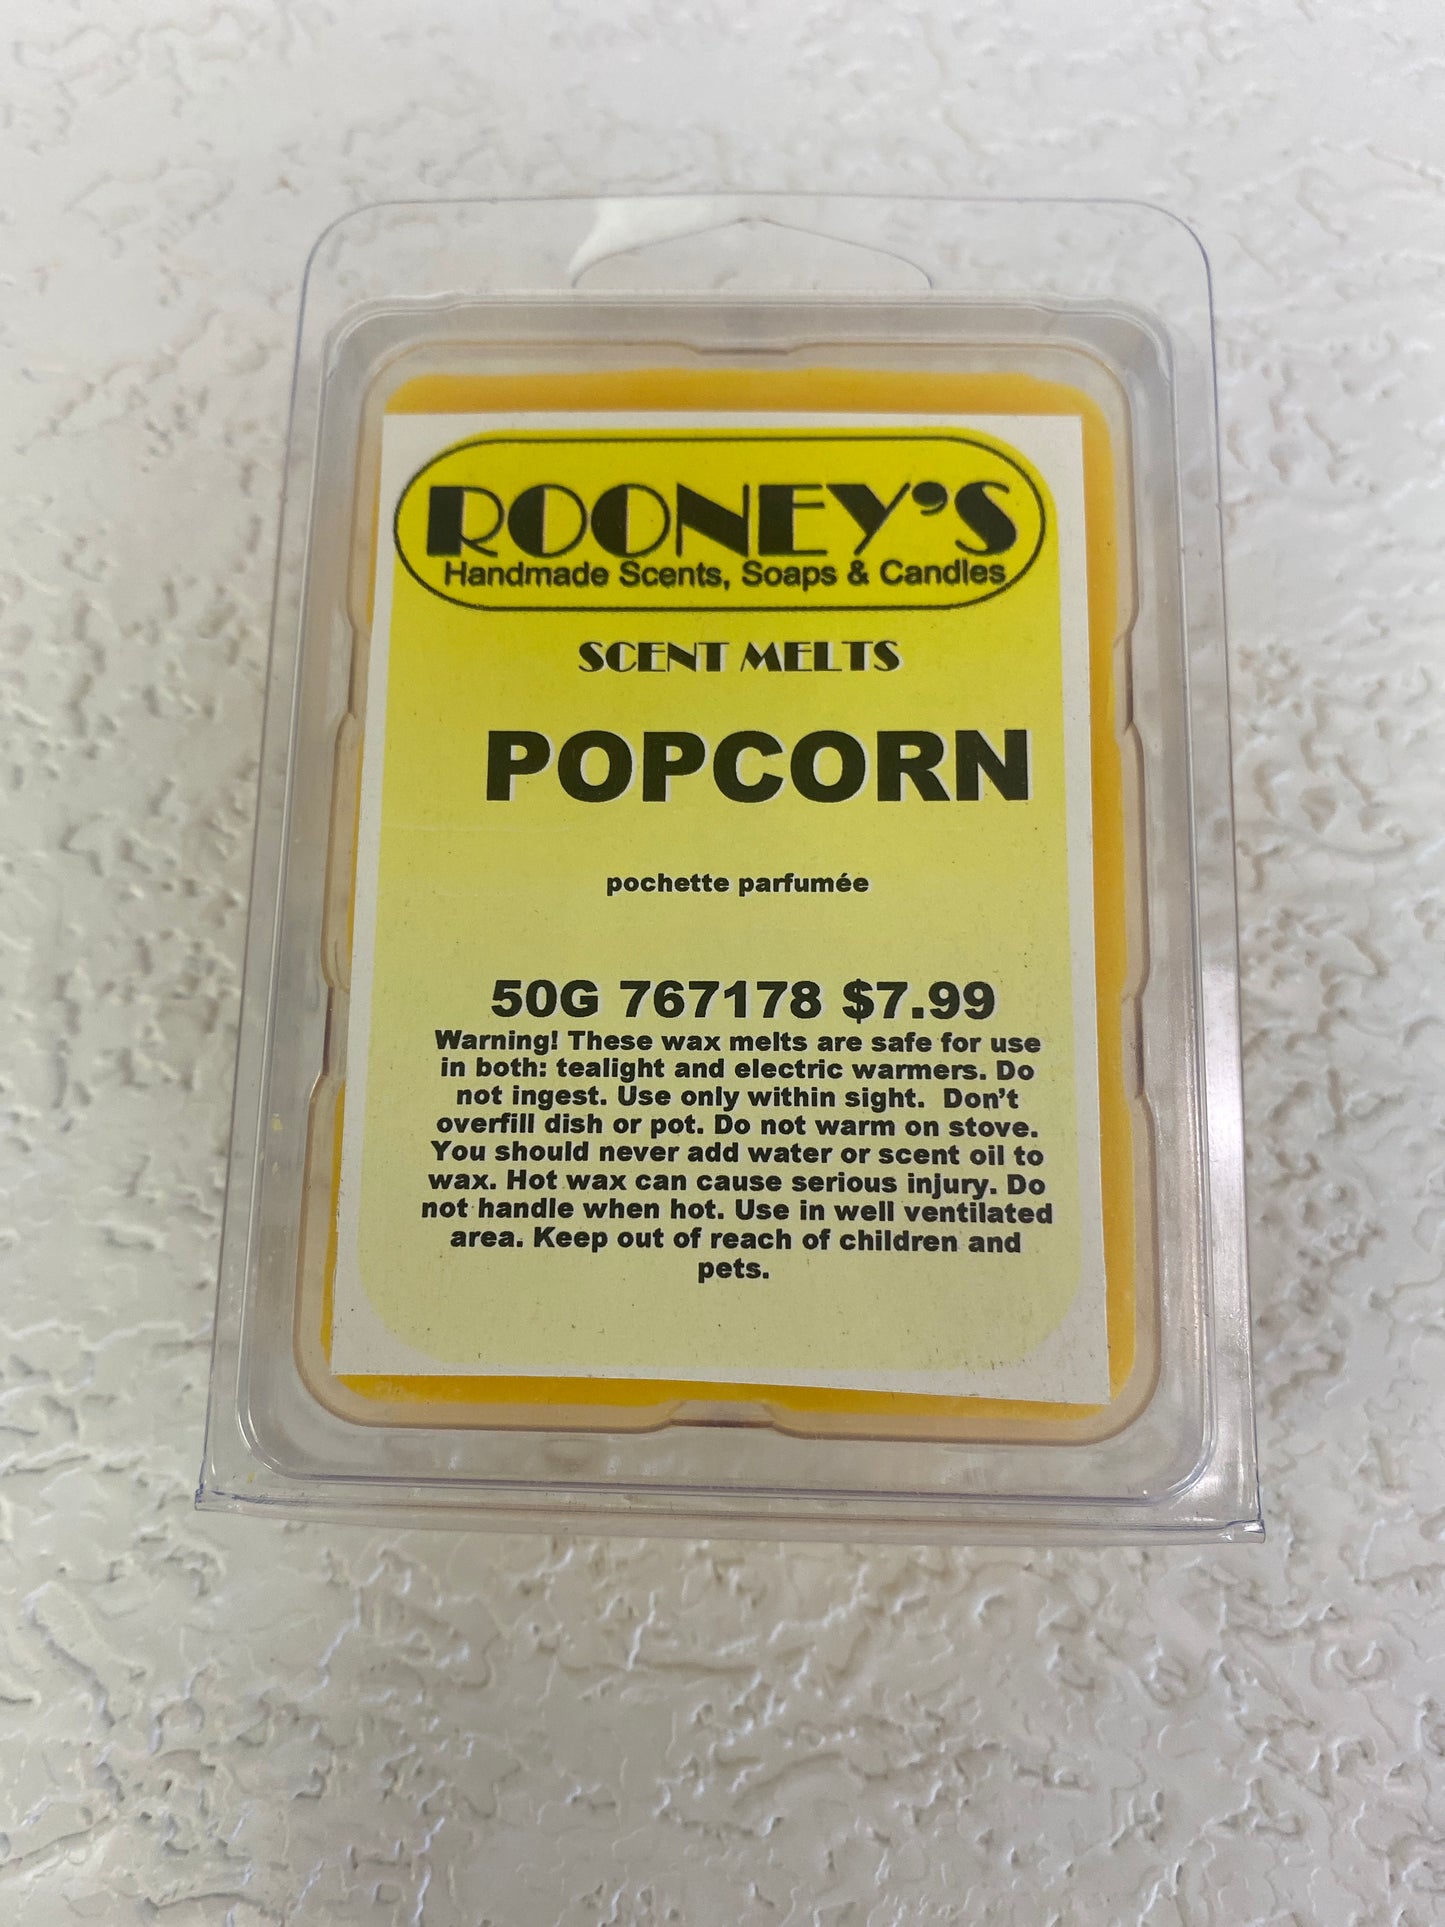 ROONEY'S
Handmade Scents, Soaps & Candles
SCENT MELTS
POPCORN
pochette parfumée
50G 767178 $7.99
Warning! These wax melts are safe for use
in both: tealight and electric warmers. Do
not ingest. Use only within sight.  Don't
overfill dish or pot. Do not warm on stove.
You should never add water or scent oil to
wax. Hot wax can cause serious injury. Do
not handle when hot. Use in well ventilated
area. Keep out of reach of children and
pets.